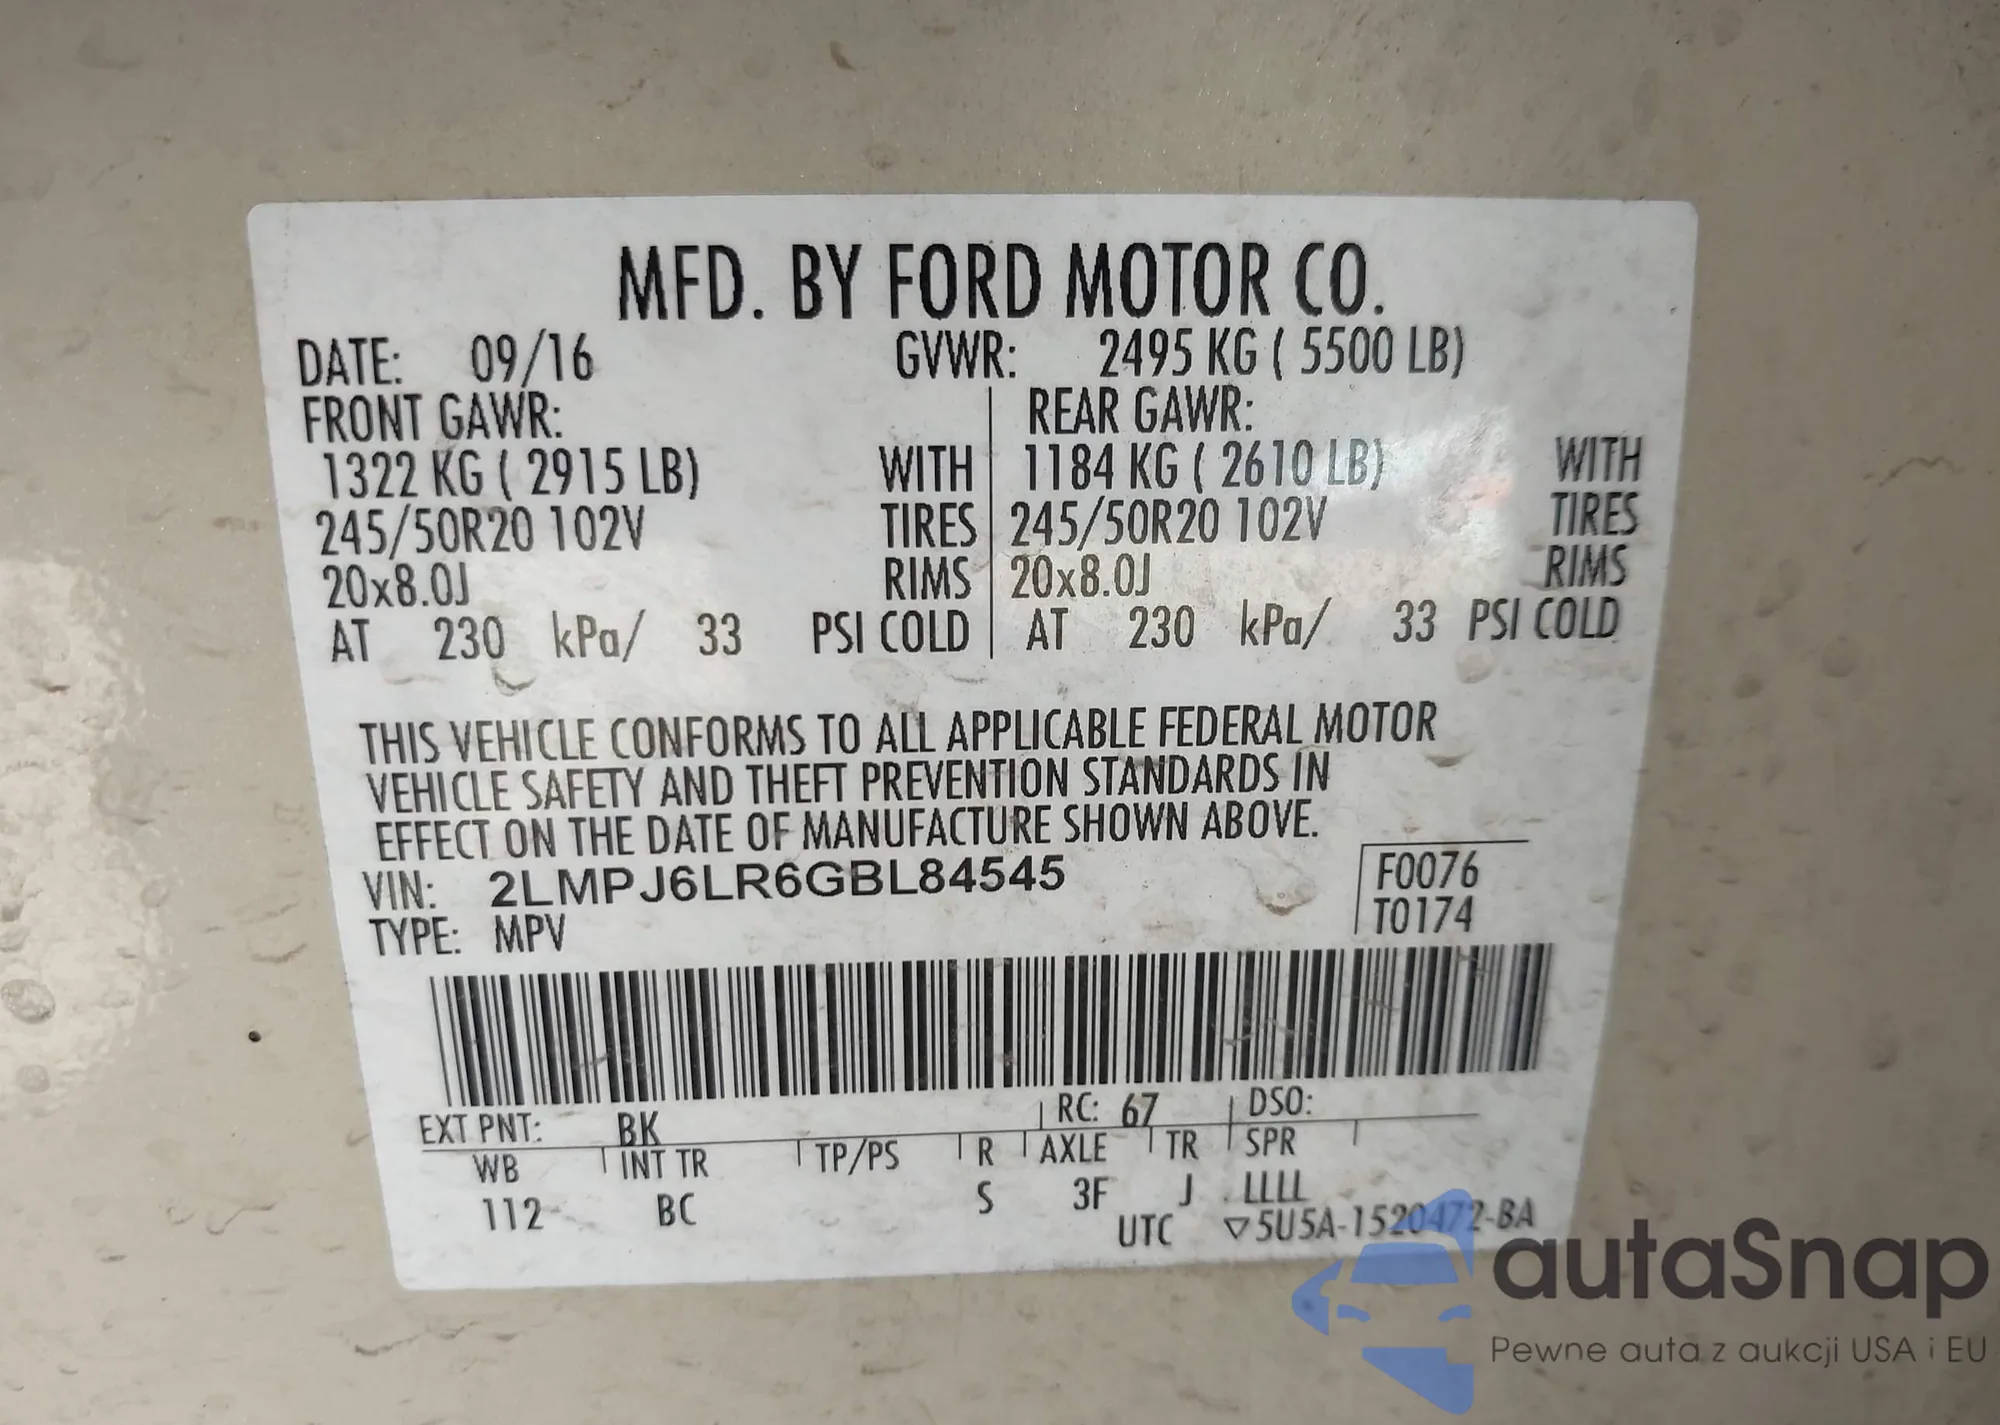 MFD. BY FORD MOTOR CO.
DATE: 09/16 GVWR: 2495 KG ( 5500 LB)
FRONT GAWR: REAR GAWR:
1322 KG ( 2915 LB) WITH 1184 KG ( 2610 LB) WITH
245/50R20 102V TIRES 245/50R20 102V TIRES
20x8.0J RIMS 20x8.0J RIMS
AT 230 kPa/ 33 PSI COLD AT 230 kPa/ 33 PSI COLD
THIS VEHICLE CONFORMS TO ALL APPLICABLE FEDERAL MOTOR
VEHICLE SAFETY AND THEFT PREVENTION STANDARDS IN
EFFECT ON THE DATE OF MANUFACTURE SHOWN ABOVE.
VIN: 2LMPJ6LR6GBL84545 F0076
TYPE: MPV T0174
EXT PNT: BK RC: 67 DSO:
WB INT TR TP/PS R AXLE TR SPR
112 BC S 3F J LLLL
UTC ▽5U5A-1520472-BA
autaSnap
Pewne auta z aukcji USA i EU